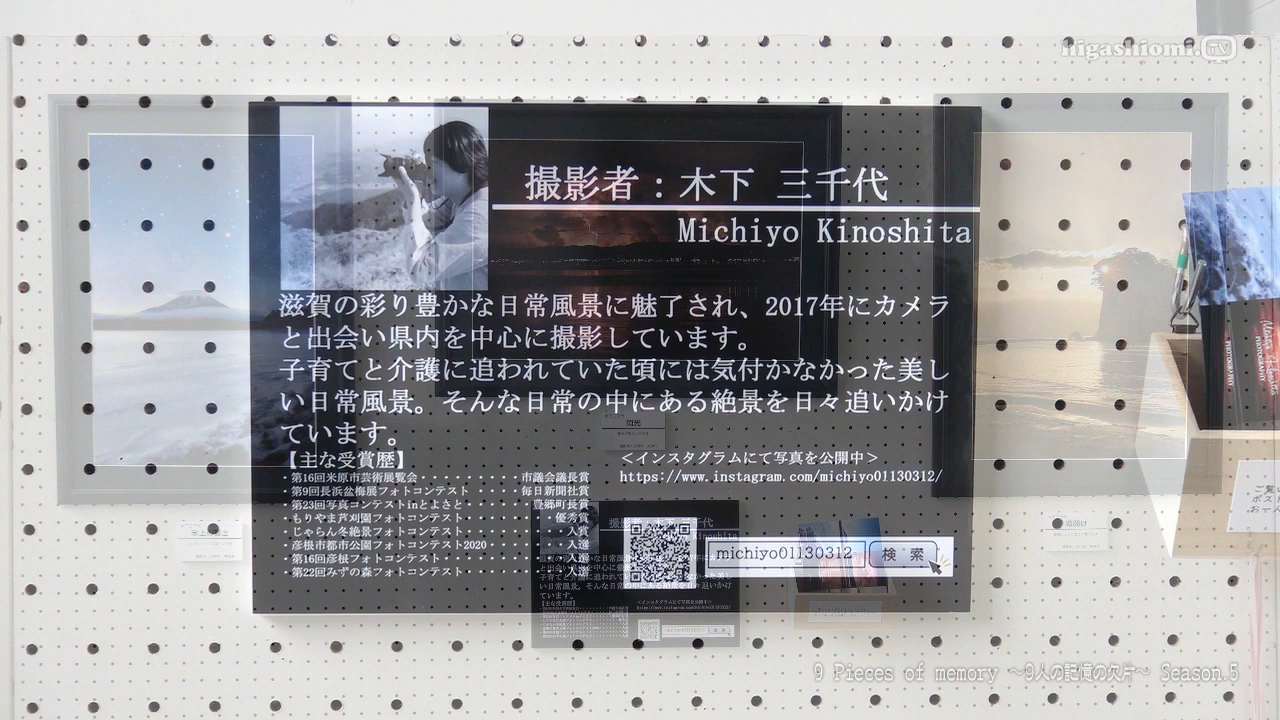 higashiomi.TV
撮影者：木下 三千代
Michiyo Kinoshita
滋賀の彩り豊かな日常風景に魅了され、2017年にカメラ
と出会い県内を中心に撮影しています。
子育てと介護に追われていた頃には気付かなかった美し
い日常風景。そんな日常の中にある絶景を日々追いかけ
ています。
【主な受賞歴】
・第16回米原市芸術展覧会・・・・・・・・・市議会議長賞
・第9回長浜盆梅展フォトコンテスト ・・・・・毎日新聞社賞
・第23回写真コンテストinとよさと・・・・・・・豊郷町長賞
・もりやま芦刈園フォトコンテスト・・・・・・・・・優秀賞
・じゃらん冬絶景フォトコンテスト・・・・・・・・・・入賞
・彦根市都市公園フォトコンテスト2020・・・・・・・・入選
・第16回彦根フォトコンテスト・・・・・・・・・・・・入選
・第22回みずの森フォトコンテスト・・・・・・・・・・入選
＜インスタグラムにて写真を公開中＞
https://www.instagram.com/michiyo01130312/
michiyo01130312 検 索
閃光
PHOTOGRAPHY
9 Pieces of memory ～9人の記憶の欠片～ Season.5